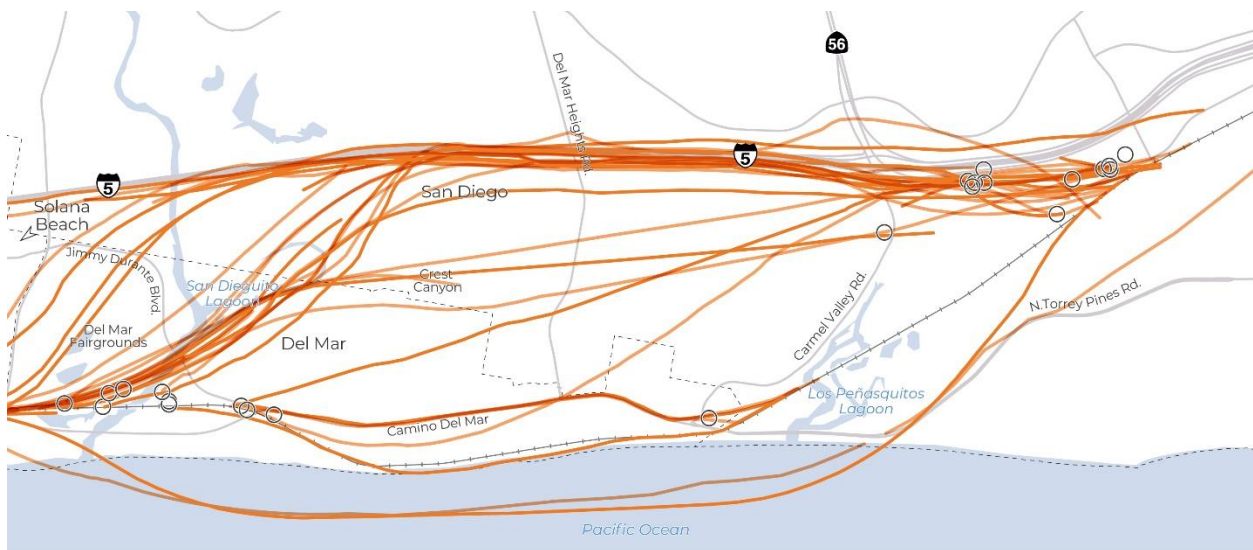 56
Del Mar Heights Rd.
5
5
San Diego
Solana
Beach
Jimmy Durante Blvd.
San Dieguito
Lagoon
Crest
Canyon
Del Mar
Fairgrounds
Del Mar
Carmel Valley Rd.
N.Torrey Pines Rd.
Los Peñasquitos
Lagoon
Camino Del Mar
Pacific Ocean